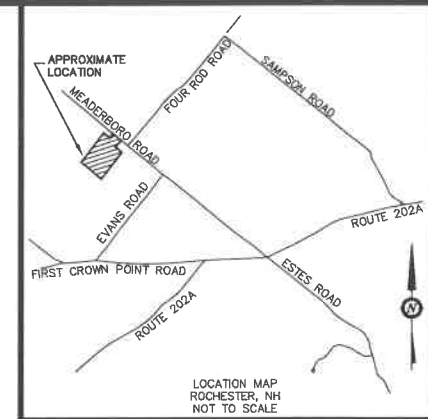 APPROXIMATE
LOCATION
MEADERBORO ROAD
FOUR ROD ROAD
SAMPSON ROAD
EVANS ROAD
ROUTE 202A
FIRST CROWN POINT ROAD
ESTES ROAD
ROUTE 202A
N
LOCATION MAP
ROCHESTER, NH
NOT TO SCALE